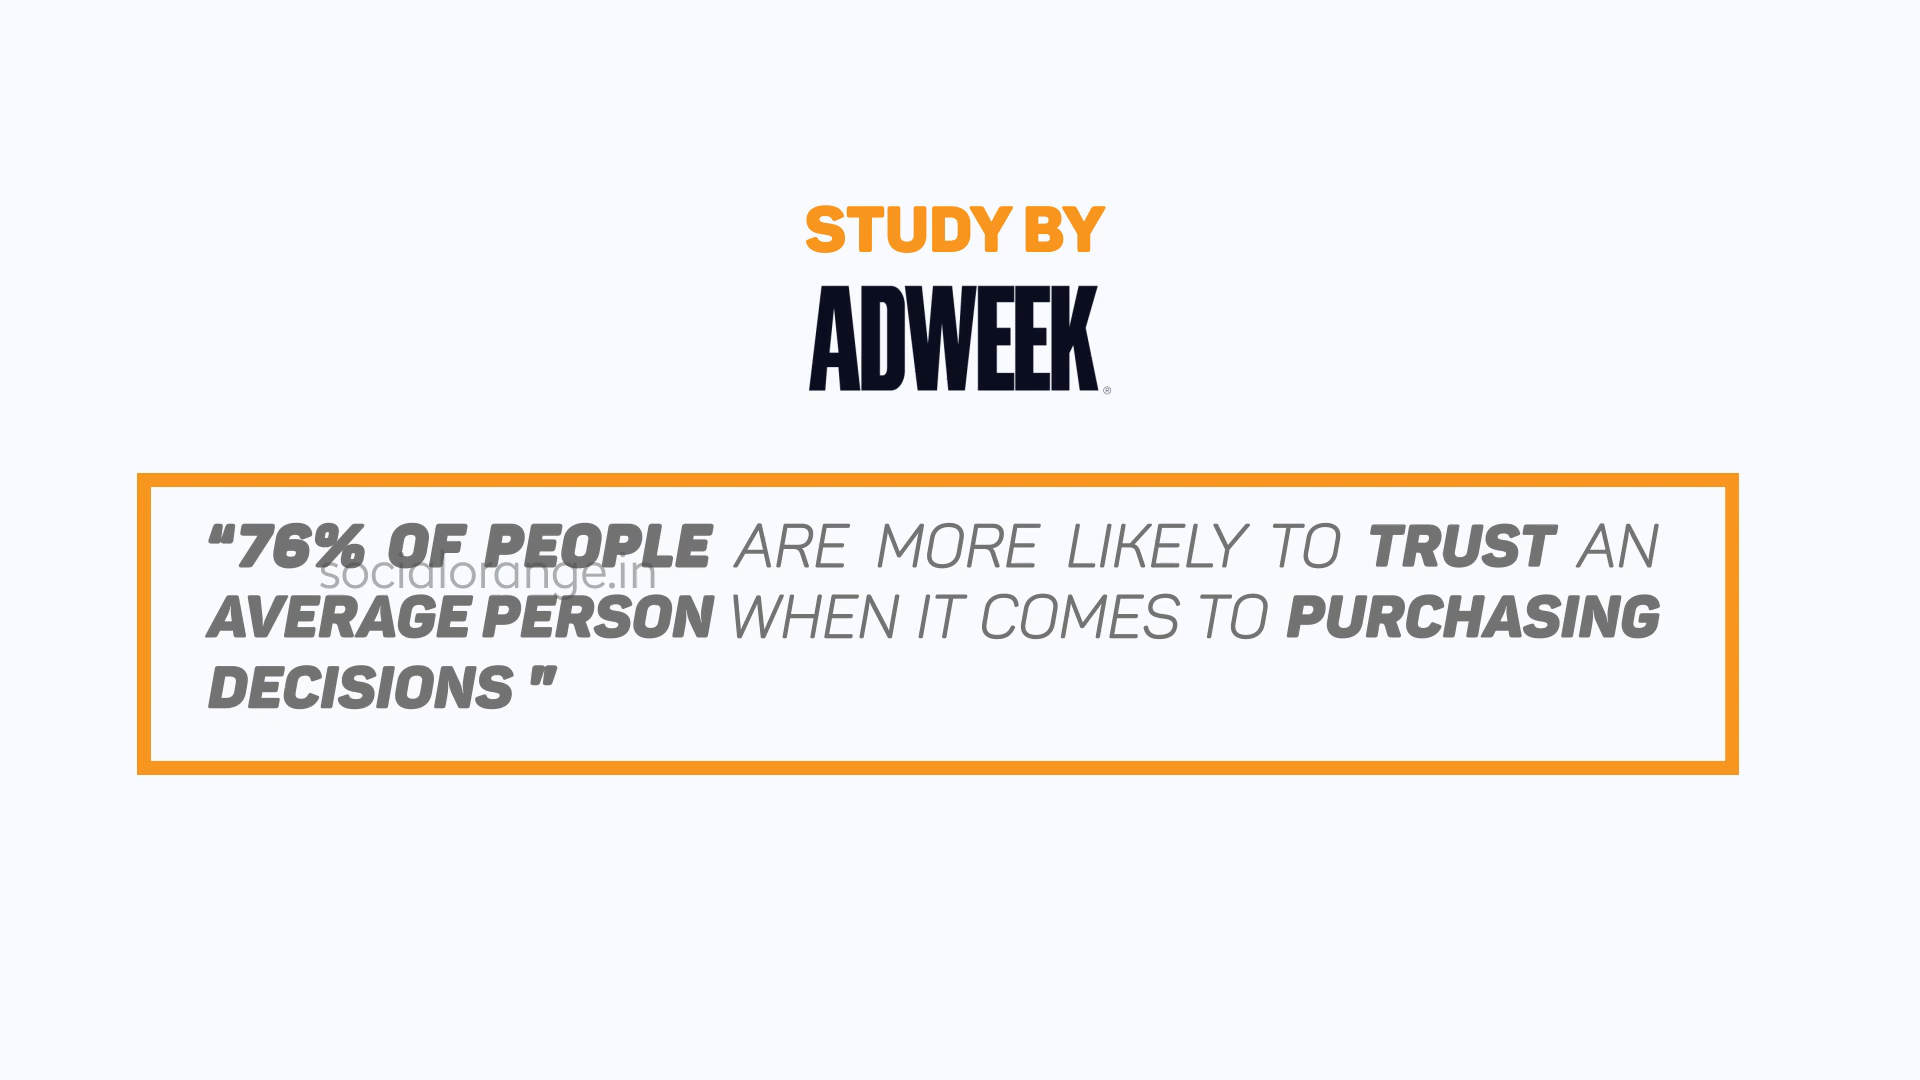 STUDY BY
ADWEEK®
“76% OF PEOPLE ARE MORE LIKELY TO TRUST AN
socialorange.in
AVERAGE PERSON WHEN IT COMES TO PURCHASING
DECISIONS ”